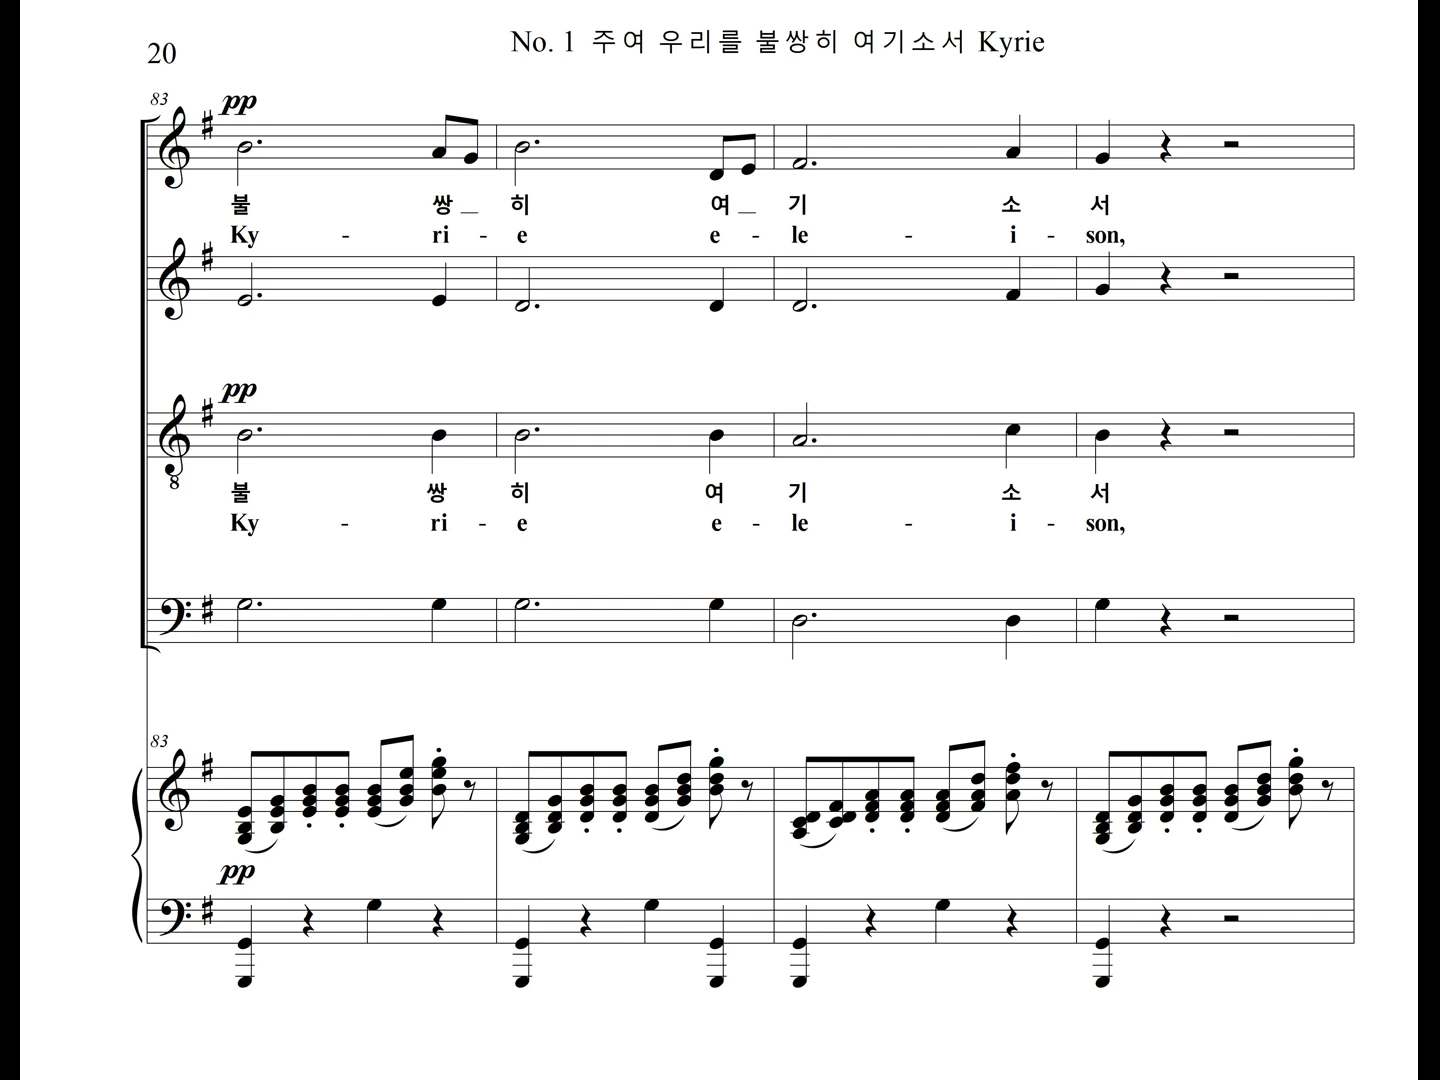 20
No. 1 주여 우리를 불쌍히 여기소서 Kyrie
83
pp
불 쌍 _ 히 여 _ 기 소 서
Ky - ri - e e - le - i - son,
pp
8
불 쌍 히 여 기 소 서
Ky - ri - e e - le - i - son,
83
pp